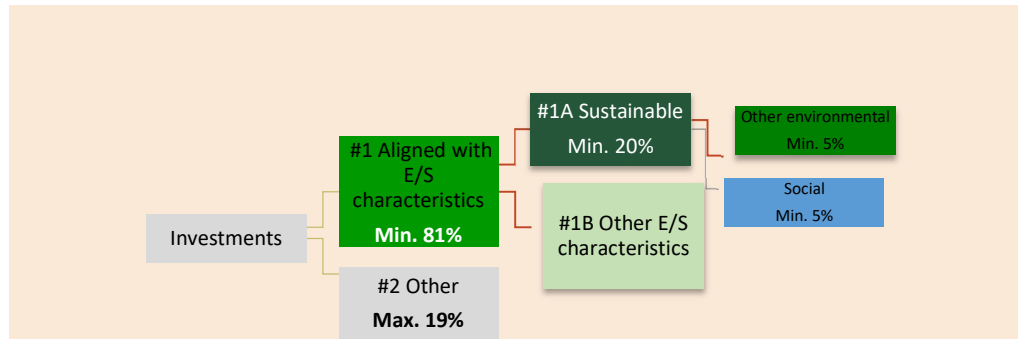 Investments
#1 Aligned with
E/S
characteristics
Min. 81%
#2 Other
Max. 19%
#1A Sustainable
Min. 20%
#1B Other E/S
characteristics
Other environmental
Min. 5%
Social
Min. 5%